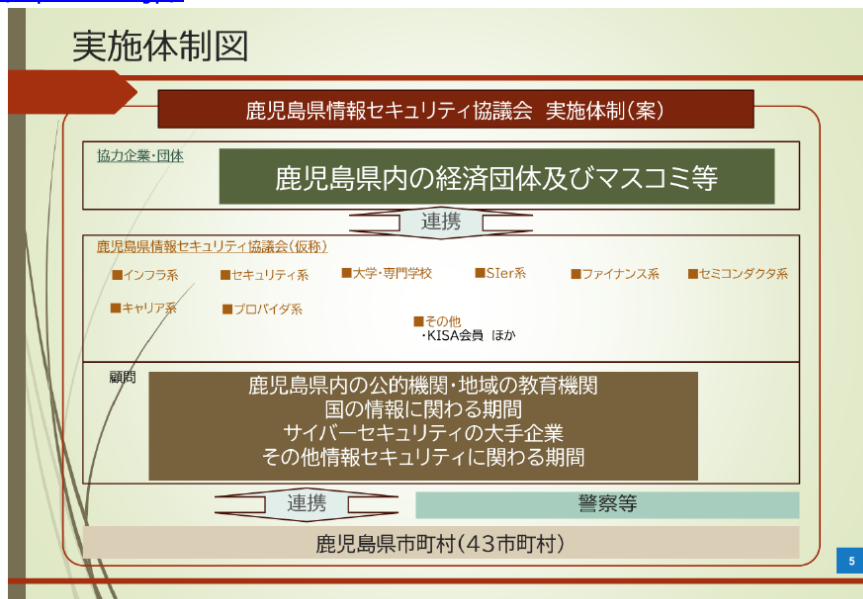 実施体制図
鹿児島県情報セキュリティ協議会 実施体制(案)
協力企業・団体
鹿児島県内の経済団体及びマスコミ等
連携
鹿児島県情報セキュリティ協議会(仮称)
■インフラ系 ■セキュリティ系 ■大学・専門学校 ■SIer系 ■ファイナンス系 ■セミコンダクタ系
■キャリア系 ■プロバイダ系
■その他
・KISA会員 ほか
顧問
鹿児島県内の公的機関・地域の教育機関
国の情報に関わる期間
サイバーセキュリティの大手企業
その他情報セキュリティに関わる期間
連携
警察等
鹿児島県市町村(43市町村)
5